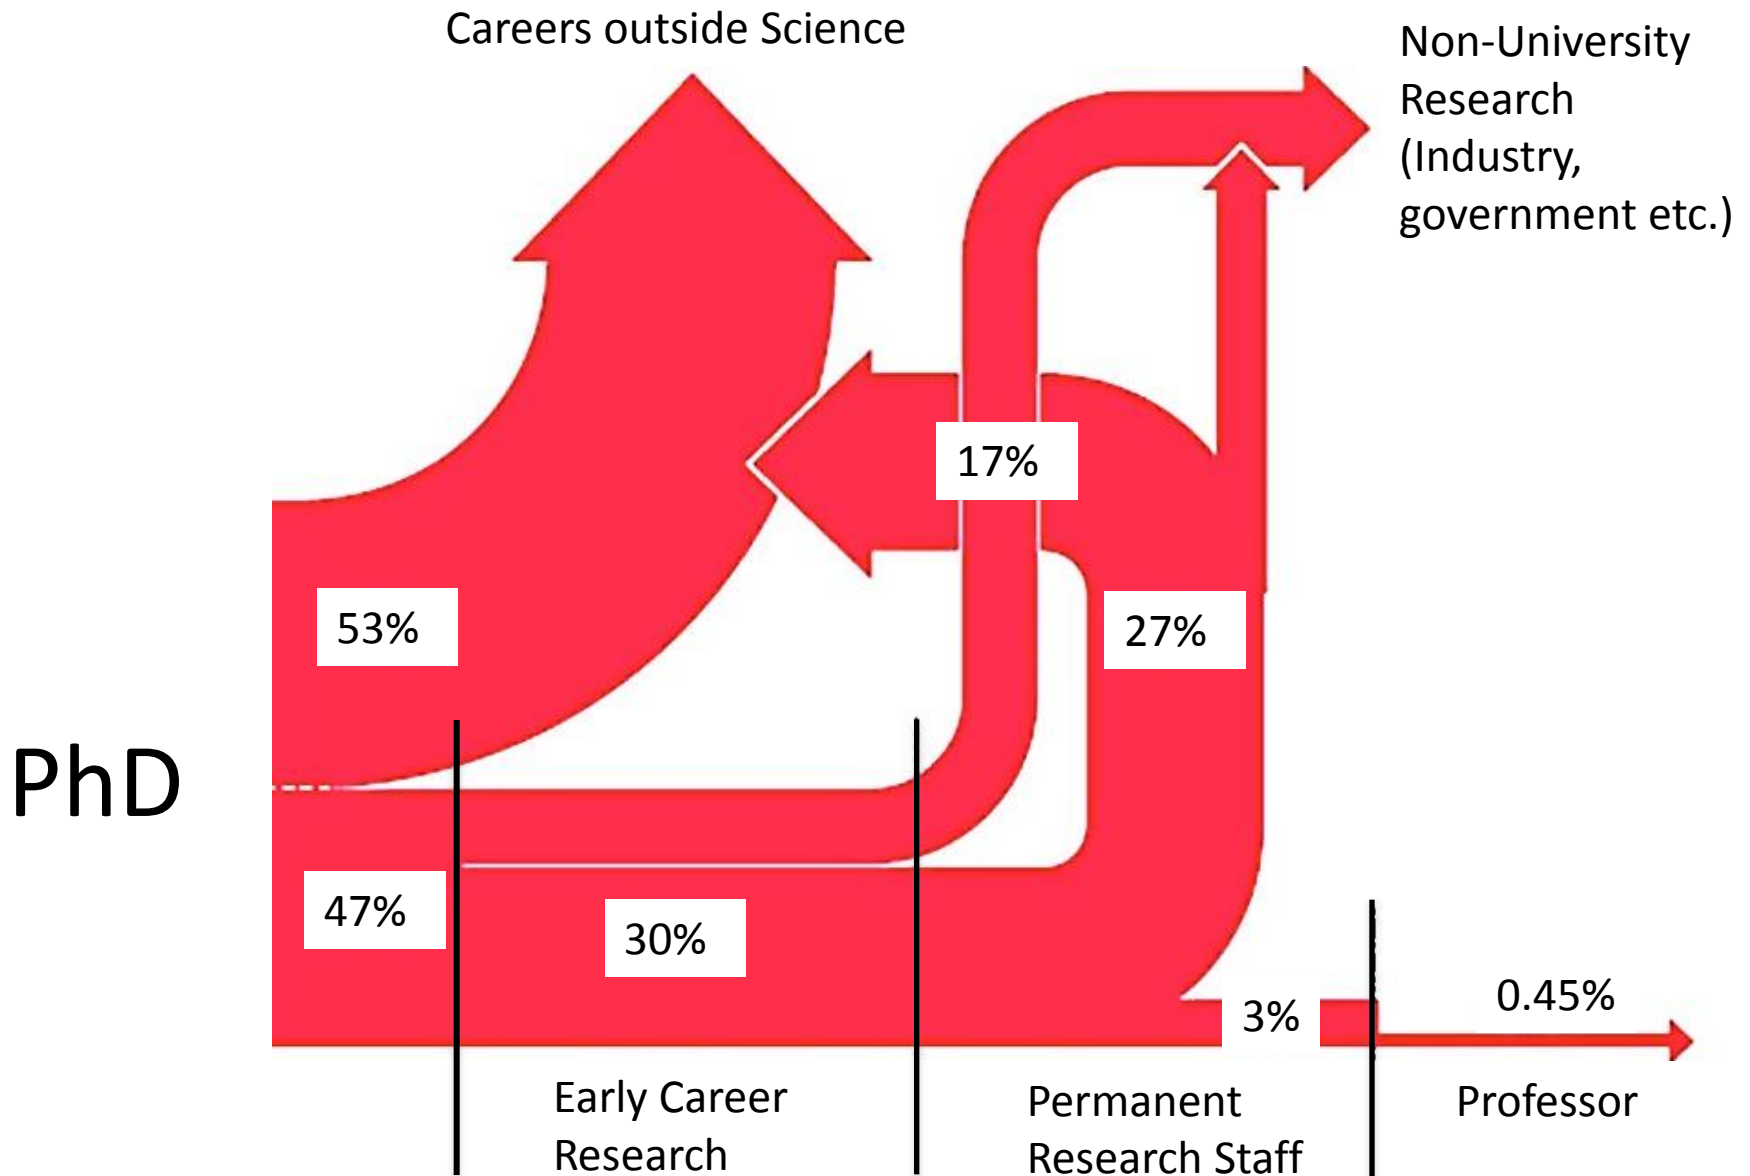 Careers outside Science
Non-University
Research
(Industry,
government etc.)
17%
53%
27%
PhD
47%
30%
3%
0.45%
Early Career
Research
Permanent
Research Staff
Professor